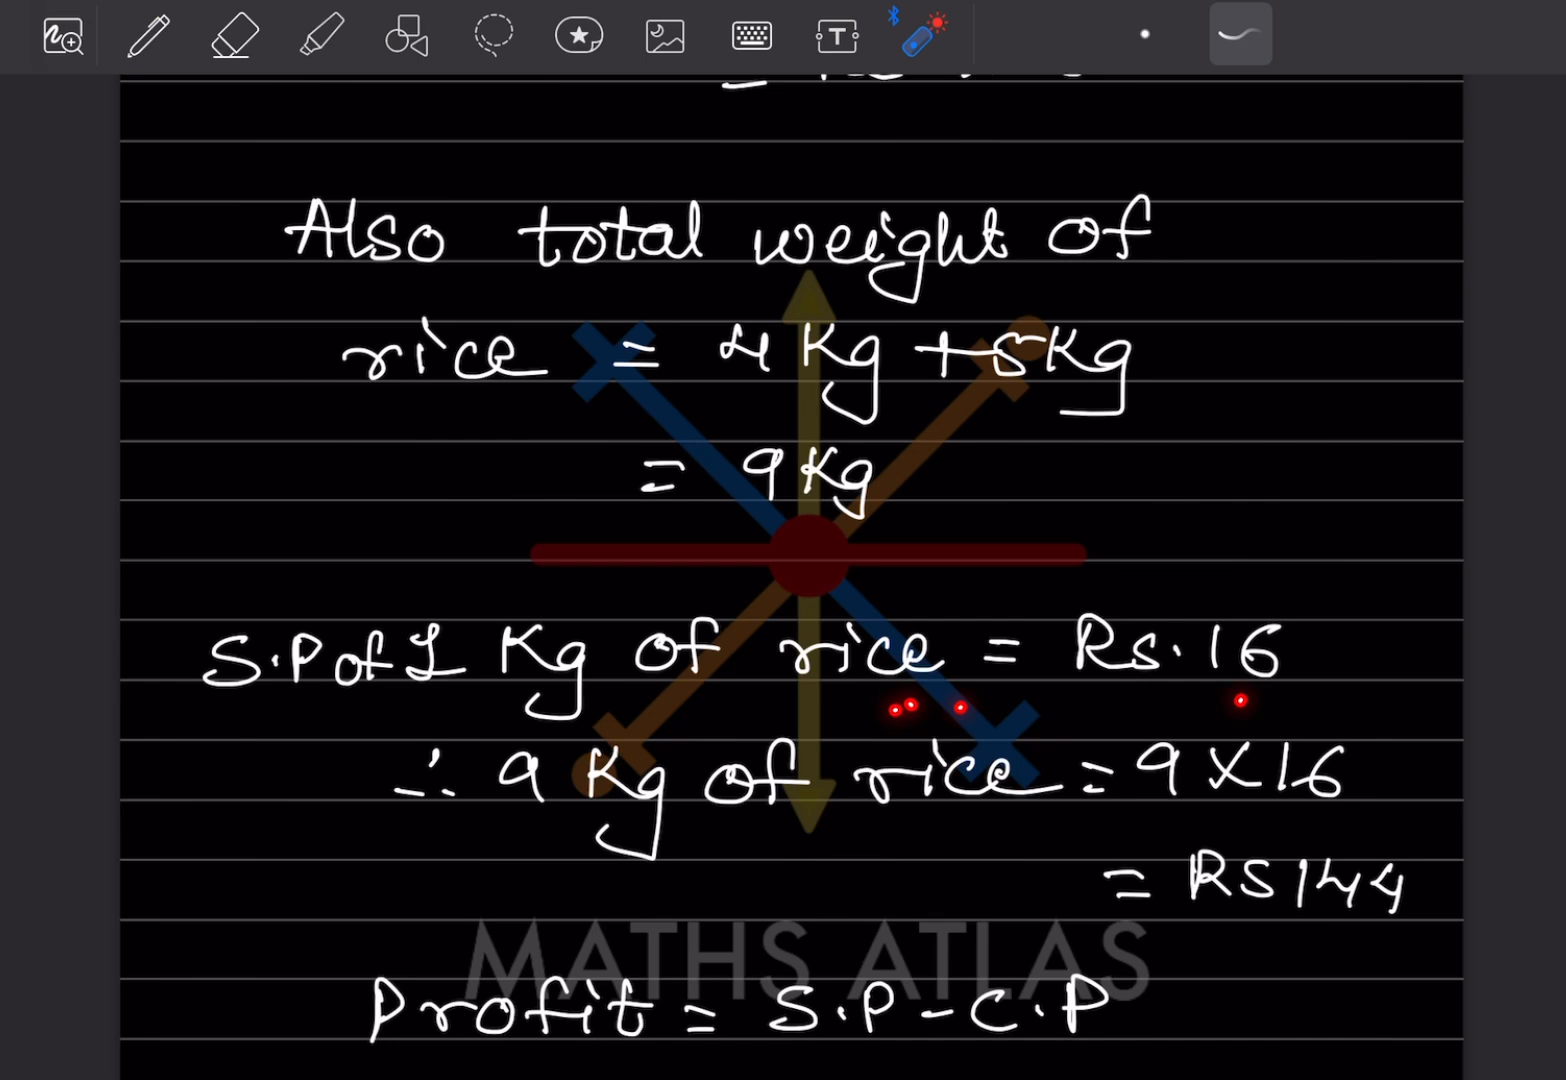 Also total weight of
rice = 4 Kg + 5 Kg
= 9 Kg
S.P of 1 Kg of rice = Rs. 16
∴ 9 Kg of rice = 9 X 16
= RS 144
MATHS ATLAS
Profit = S.P - C.P